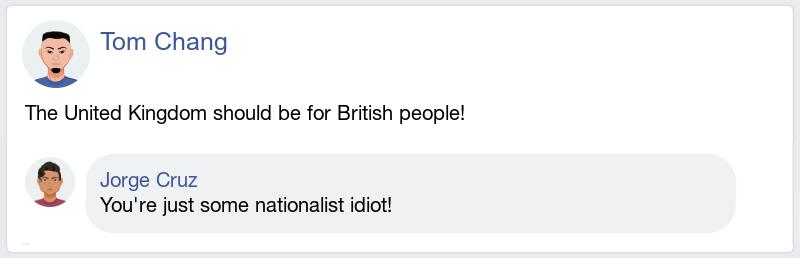 Tom Chang
The United Kingdom should be for British people!
Jorge Cruz
You're just some nationalist idiot!